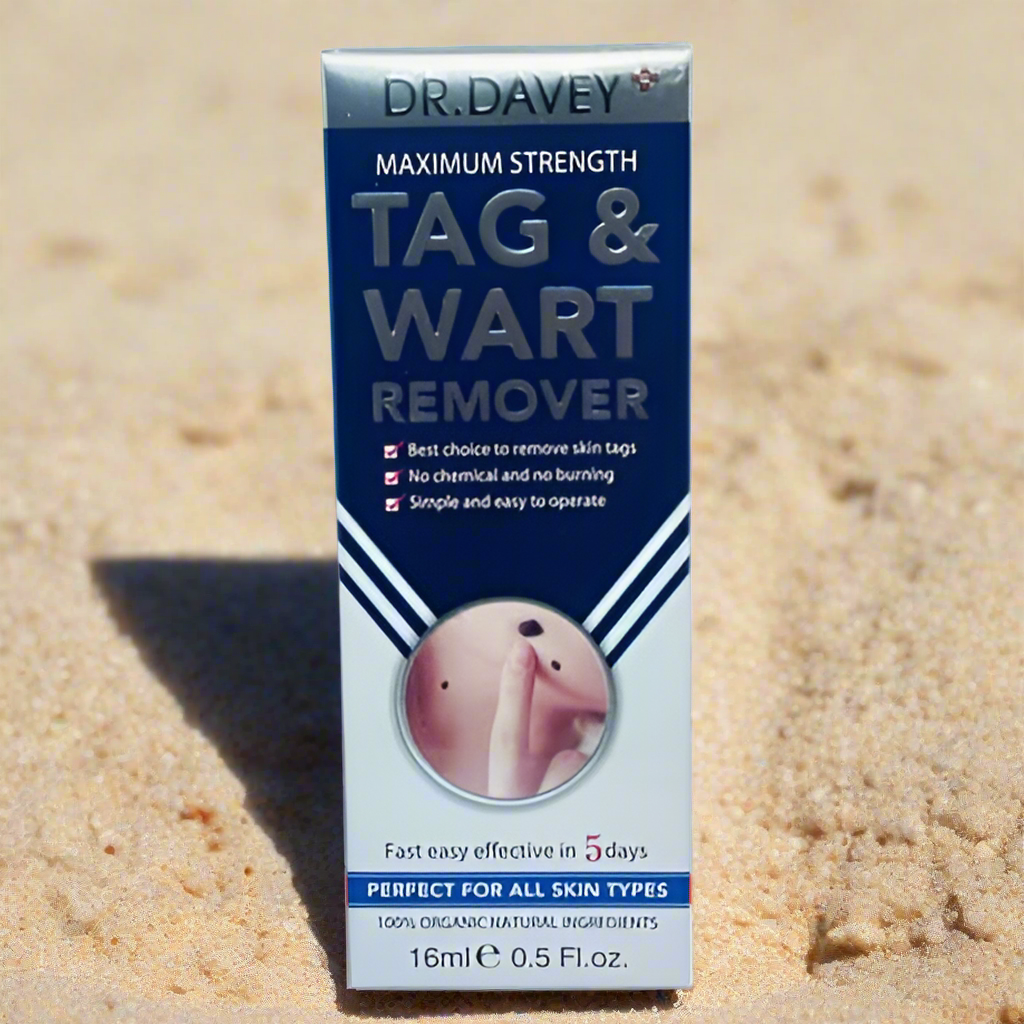 DR.DAVEY
MAXIMUM STRENGTH
TAG &
WART
REMOVER
Best choice to remove skin tags
No chemical and no burning
Simple and easy to operate
Fast easy effective in 5 days
PERFECT FOR ALL SKIN TYPES
100% ORGANIC NATURAL INGREDIENTS
16ml e 0.5 Fl.oz.